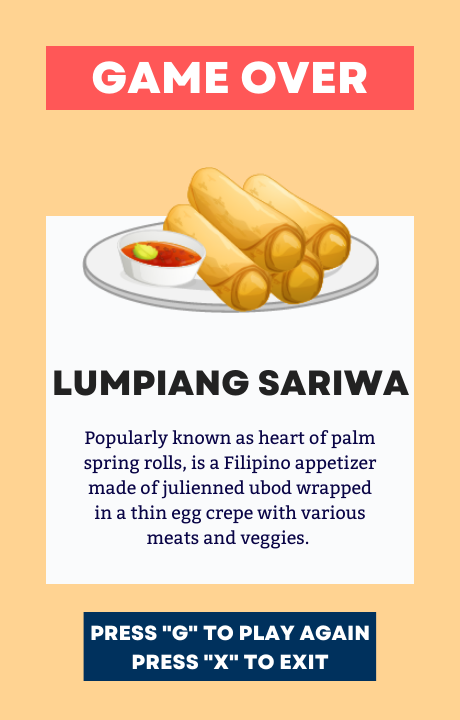 GAME OVER
LUMPIANG SARIWA
Popularly known as heart of palm
spring rolls, is a Filipino appetizer
made of julienned ubod wrapped
in a thin egg crepe with various
meats and veggies.
PRESS "G" TO PLAY AGAIN
PRESS "X" TO EXIT